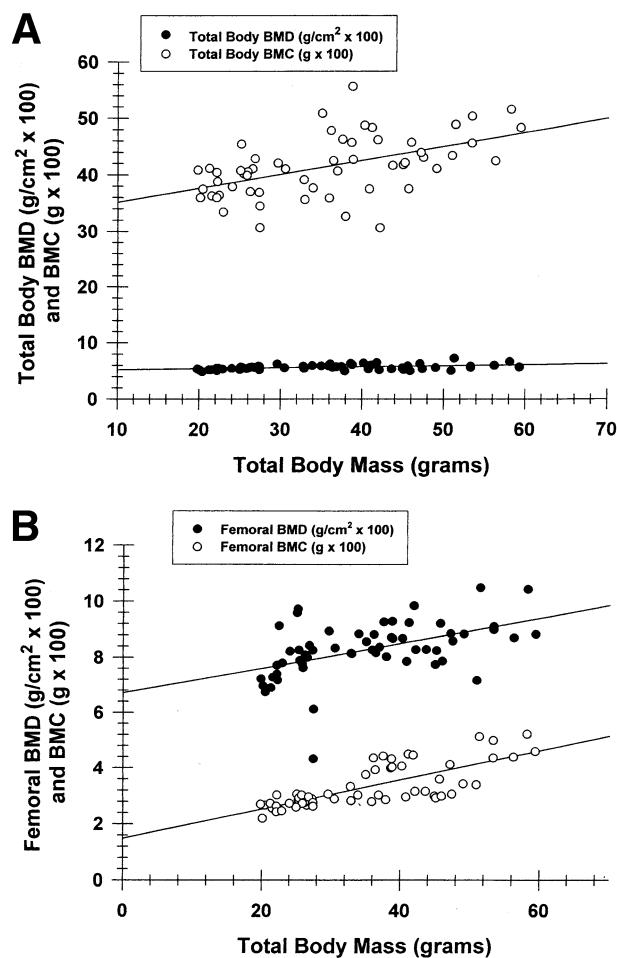 A
Total Body BMD (g/cm² x 100)
Total Body BMC (g x 100)
Total Body BMD (g/cm² x 100)
and BMC (g x 100)
60
50
40
30
20
10
0
10 20 30 40 50 60 70
Total Body Mass (grams)
B
Femoral BMD (g/cm² x 100)
Femoral BMC (g x 100)
Femoral BMD (g/cm² x 100)
and BMC (g x 100)
12
10
8
6
4
2
0
0 20 40 60
Total Body Mass (grams)